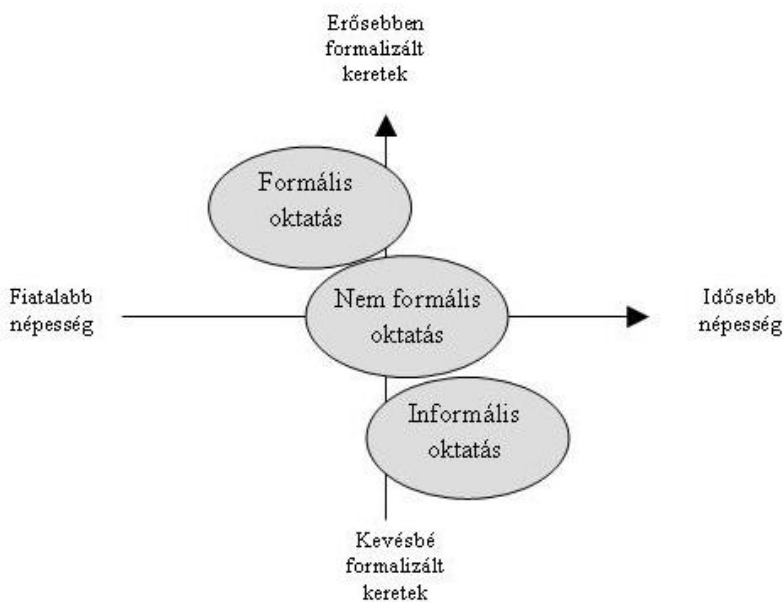 Erősebben
formalizált
keretek
Formális
oktatás
Fiatalabb
népesség
Nem formális
oktatás
Idősebb
népesség
Informális
oktatás
Kevésbé
formalizált
keretek